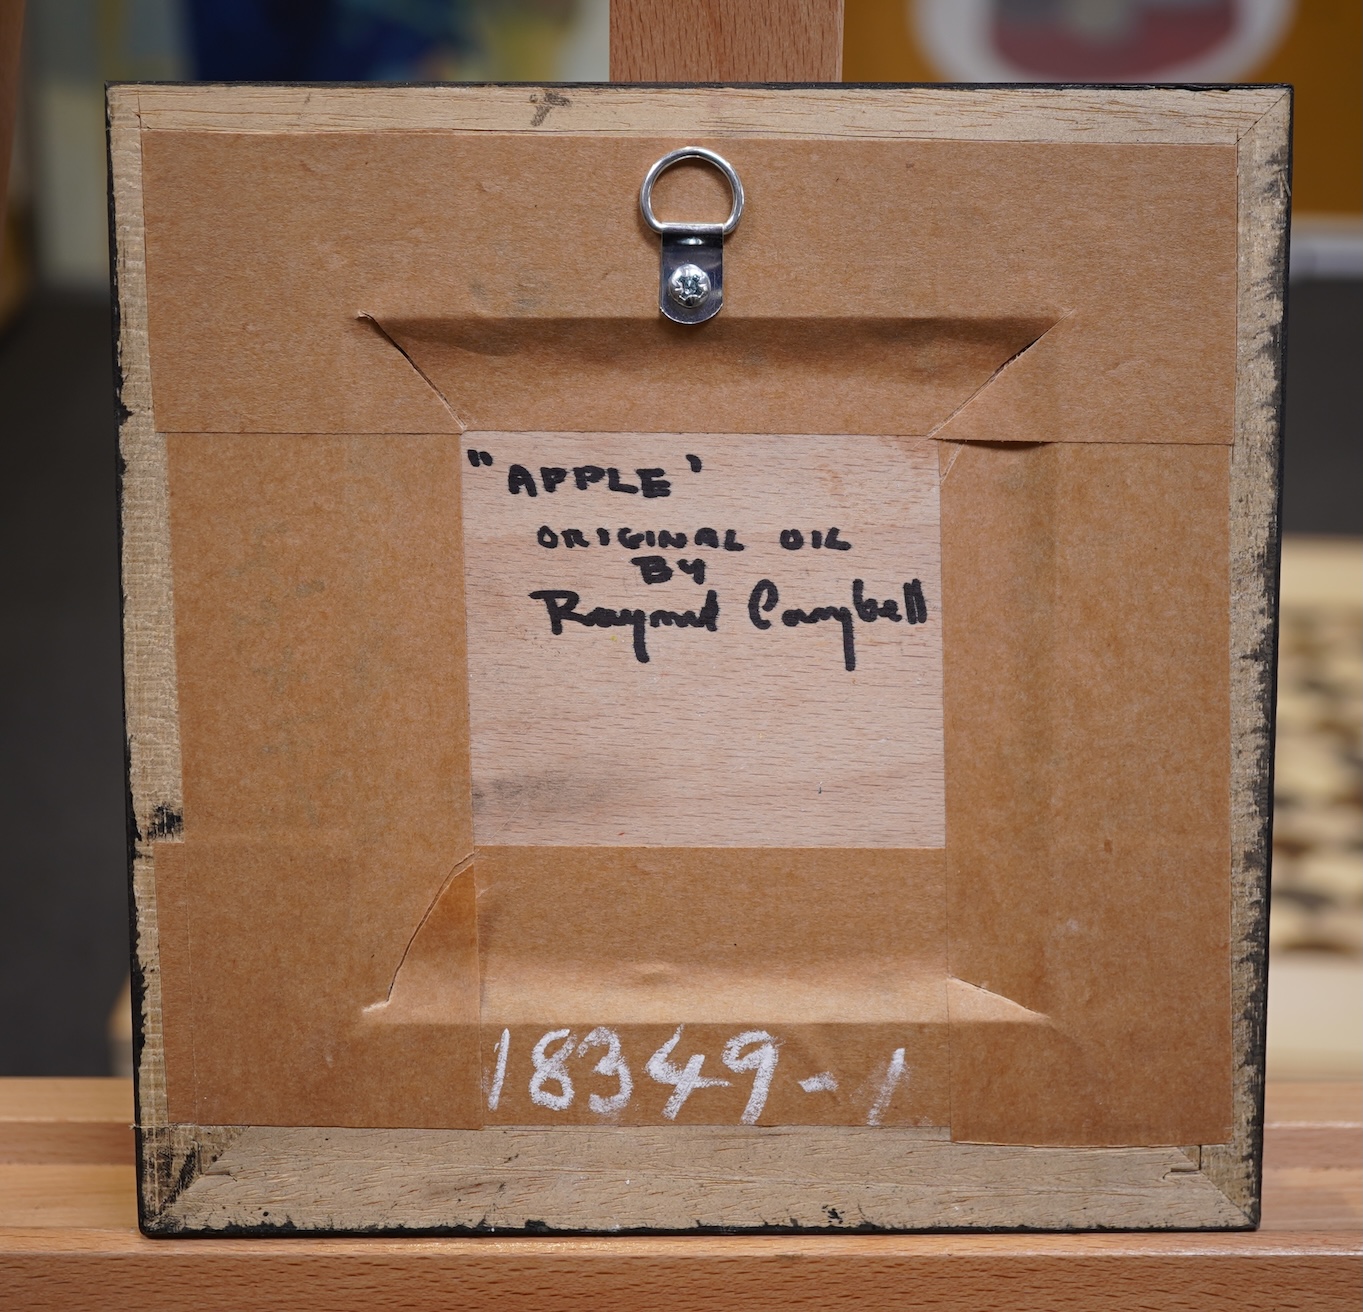 "APPLE'
ORIGINAL OIL
BY
Raymond Campbell
18349-1